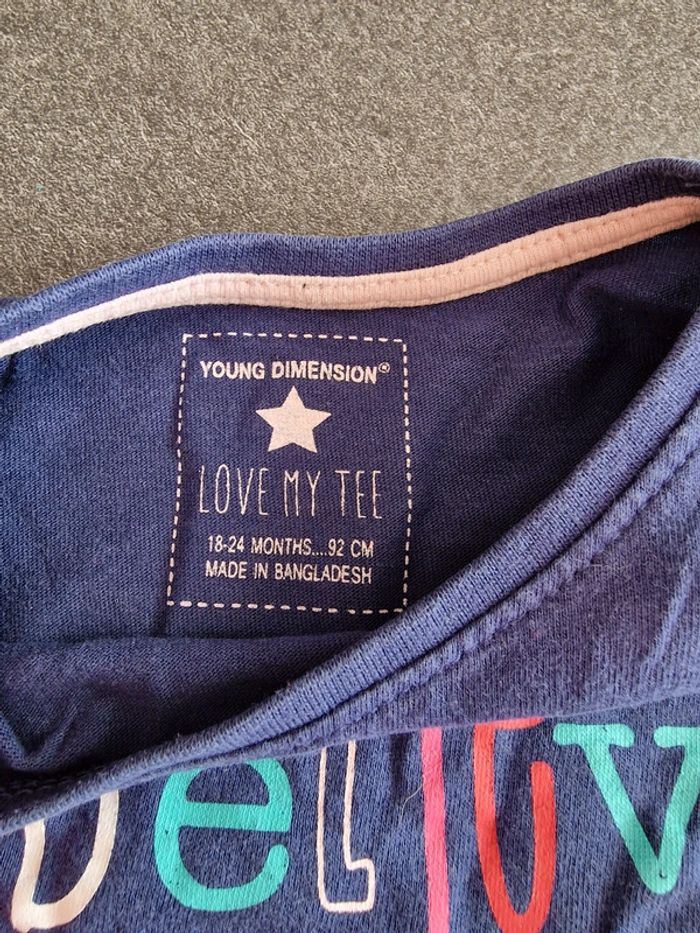 YOUNG DIMENSION®
LOVE MY TEE
18-24 MONTHS....92 CM
MADE IN BANGLADESH